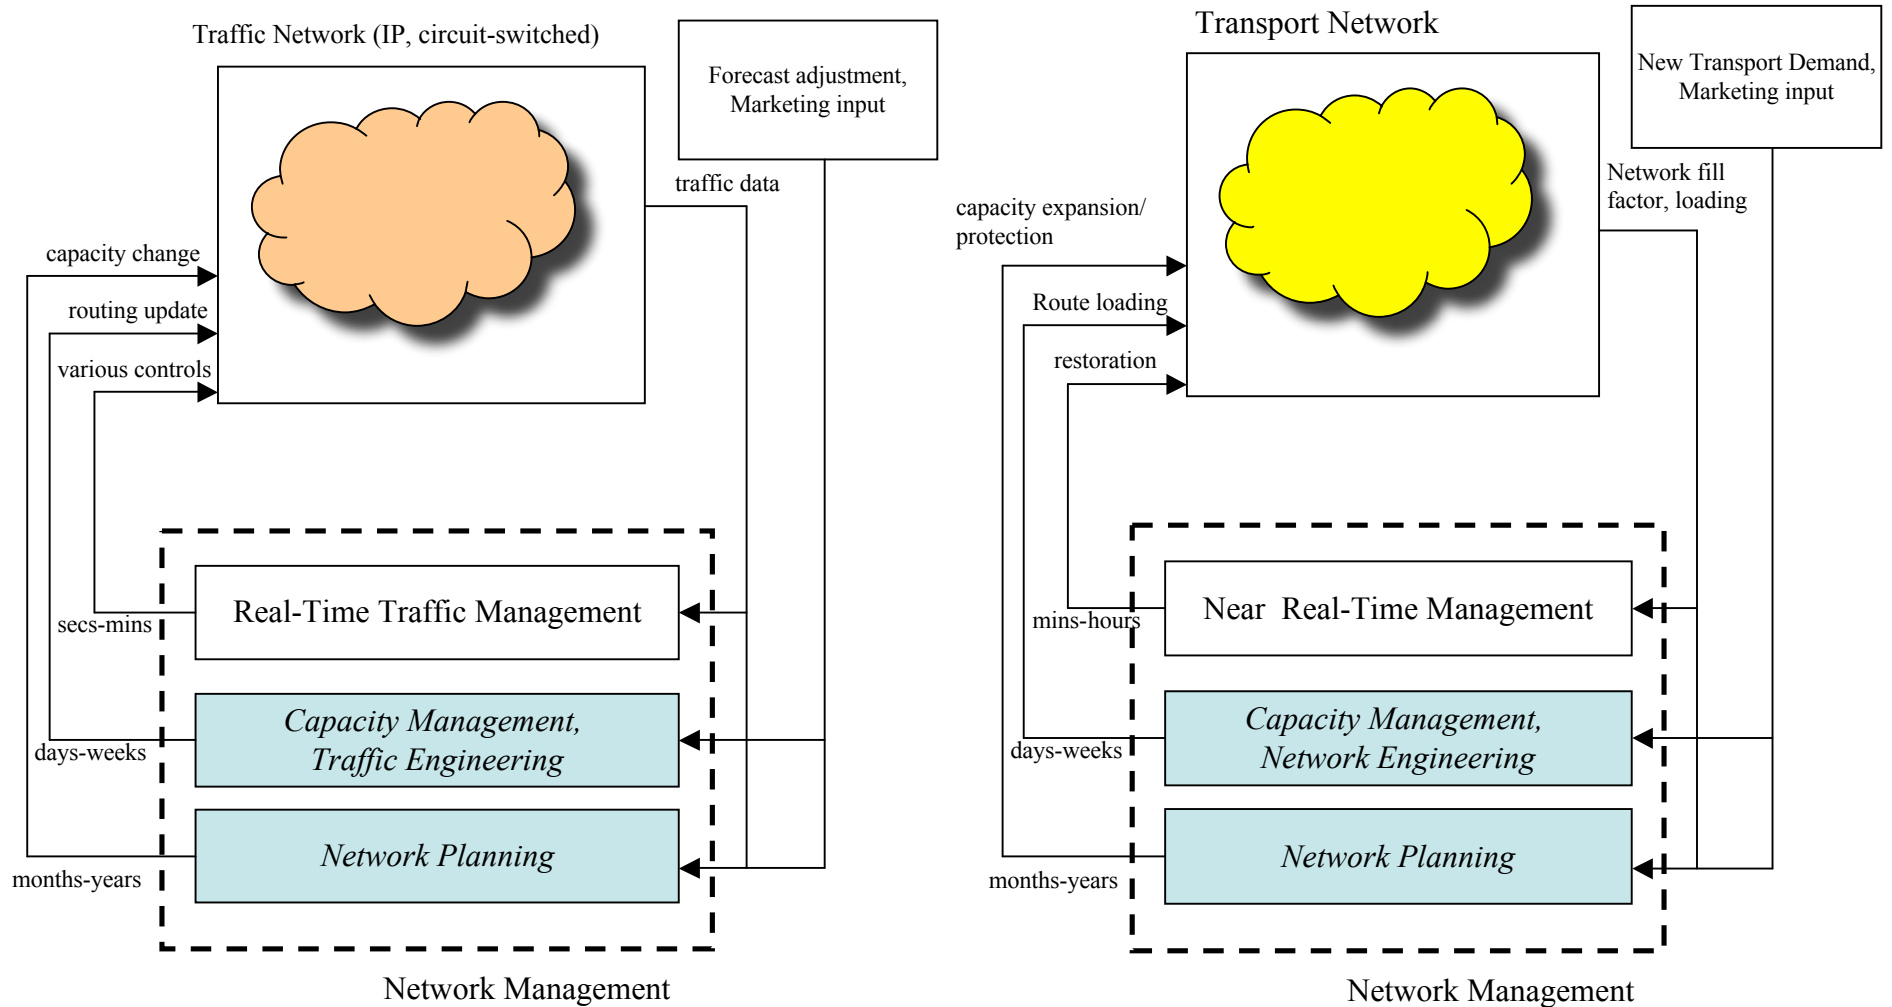 Traffic Network (IP, circuit-switched)
Forecast adjustment,
Marketing input
traffic data
capacity change
routing update
various controls
Real-Time Traffic Management
secs-mins
Capacity Management,
Traffic Engineering
days-weeks
Network Planning
months-years
Network Management
Transport Network
New Transport Demand,
Marketing input
Network fill
factor, loading
capacity expansion/
protection
Route loading
restoration
Near Real-Time Management
mins-hours
Capacity Management,
Network Engineering
days-weeks
Network Planning
months-years
Network Management